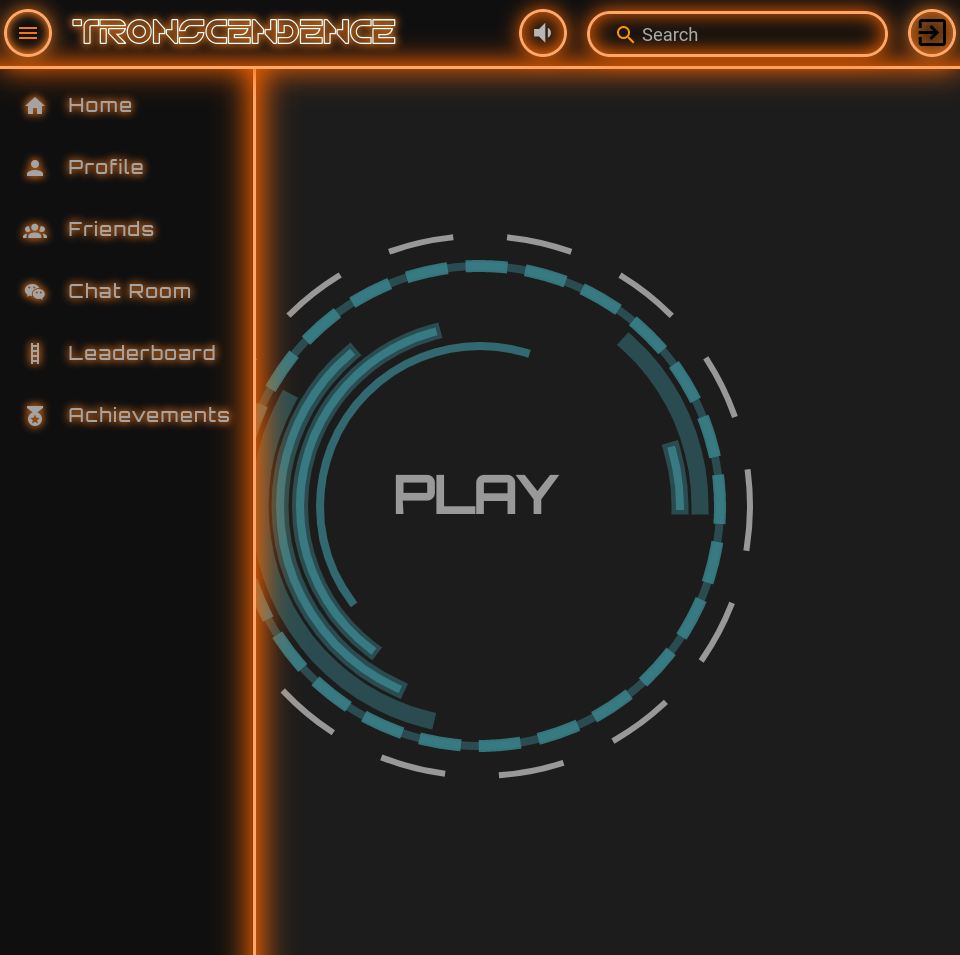 TRONSCENDENCE
Search
Home
Profile
Friends
Chat Room
Leaderboard
Achievements
PLAY